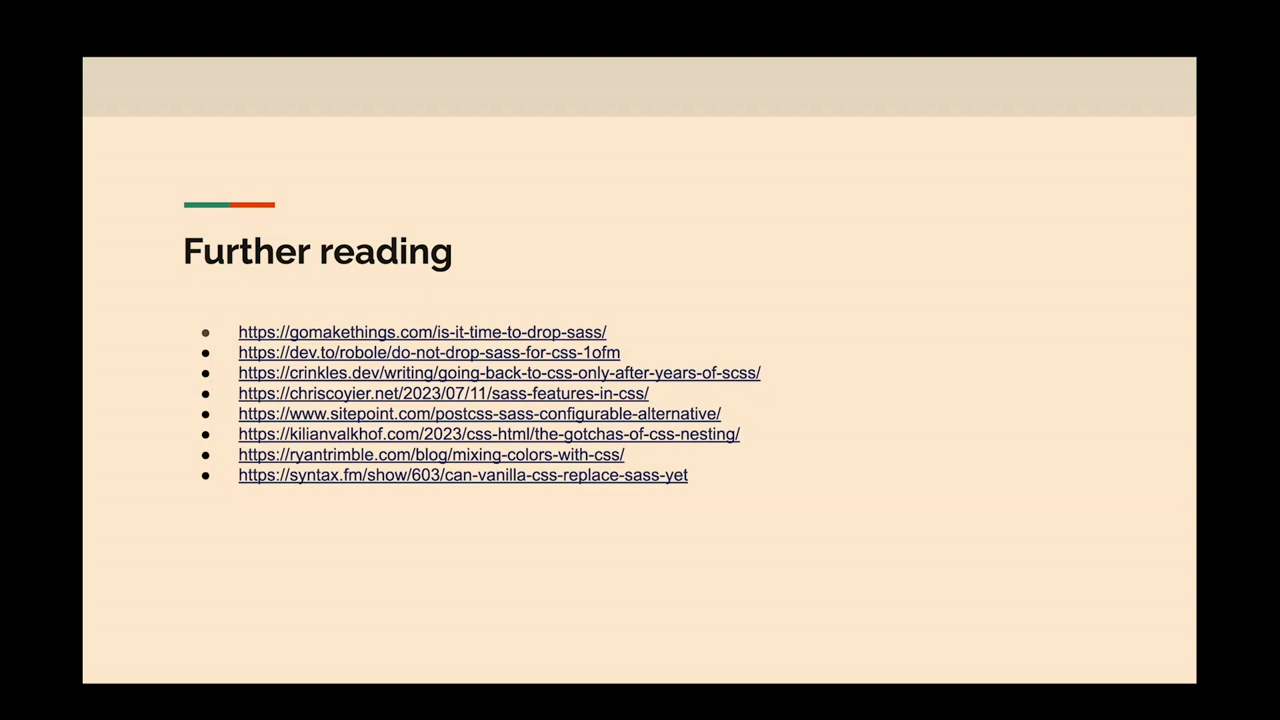 Further reading
● https://gomakethings.com/is-it-time-to-drop-sass/
● https://dev.to/robole/do-not-drop-sass-for-css-1ofm
● https://crinkles.dev/writing/going-back-to-css-only-after-years-of-scss/
● https://chriscoyier.net/2023/07/11/sass-features-in-css/
● https://www.sitepoint.com/postcss-sass-configurable-alternative/
● https://kilianvalkhof.com/2023/css-html/the-gotchas-of-css-nesting/
● https://ryantrimble.com/blog/mixing-colors-with-css/
● https://syntax.fm/show/603/can-vanilla-css-replace-sass-yet